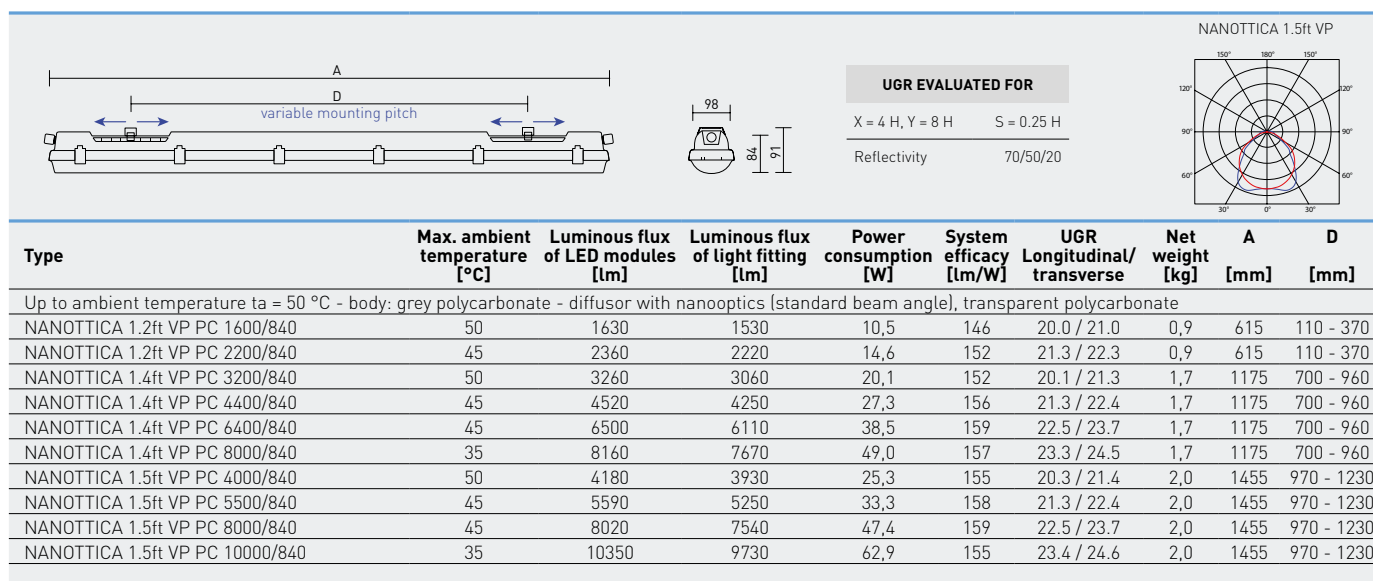 NANOTTICA 1.5ft VP
150° 180° 150°
120° 120°
90° 90°
60° 60°
30° 0° 30°
A
D
variable mounting pitch
98
84
91
UGR EVALUATED FOR
X = 4 H, Y = 8 H S = 0.25 H
Reflectivity 70/50/20
Type Max. ambient temperature [°C] Luminous flux of LED modules [lm] Luminous flux of light fitting [lm] Power consumption [W] System efficacy [lm/W] UGR Longitudinal/ transverse Net weight [kg] A [mm] D [mm]
Up to ambient temperature ta = 50 °C - body: grey polycarbonate - diffusor with nanooptics (standard beam angle), transparent polycarbonate
NANOTTICA 1.2ft VP PC 1600/840 50 1630 1530 10,5 146 20.0 / 21.0 0,9 615 110 - 370
NANOTTICA 1.2ft VP PC 2200/840 45 2360 2220 14,6 152 21.3 / 22.3 0,9 615 110 - 370
NANOTTICA 1.4ft VP PC 3200/840 50 3260 3060 20,1 152 20.1 / 21.3 1,7 1175 700 - 960
NANOTTICA 1.4ft VP PC 4400/840 45 4520 4250 27,3 156 21.3 / 22.4 1,7 1175 700 - 960
NANOTTICA 1.4ft VP PC 6400/840 45 6500 6110 38,5 159 22.5 / 23.7 1,7 1175 700 - 960
NANOTTICA 1.4ft VP PC 8000/840 35 8160 7670 49,0 157 23.3 / 24.5 1,7 1175 700 - 960
NANOTTICA 1.5ft VP PC 4000/840 50 4180 3930 25,3 155 20.3 / 21.4 2,0 1455 970 - 1230
NANOTTICA 1.5ft VP PC 5500/840 45 5590 5250 33,3 158 21.3 / 22.4 2,0 1455 970 - 1230
NANOTTICA 1.5ft VP PC 8000/840 45 8020 7540 47,4 159 22.5 / 23.7 2,0 1455 970 - 1230
NANOTTICA 1.5ft VP PC 10000/840 35 10350 9730 62,9 155 23.4 / 24.6 2,0 1455 970 - 1230